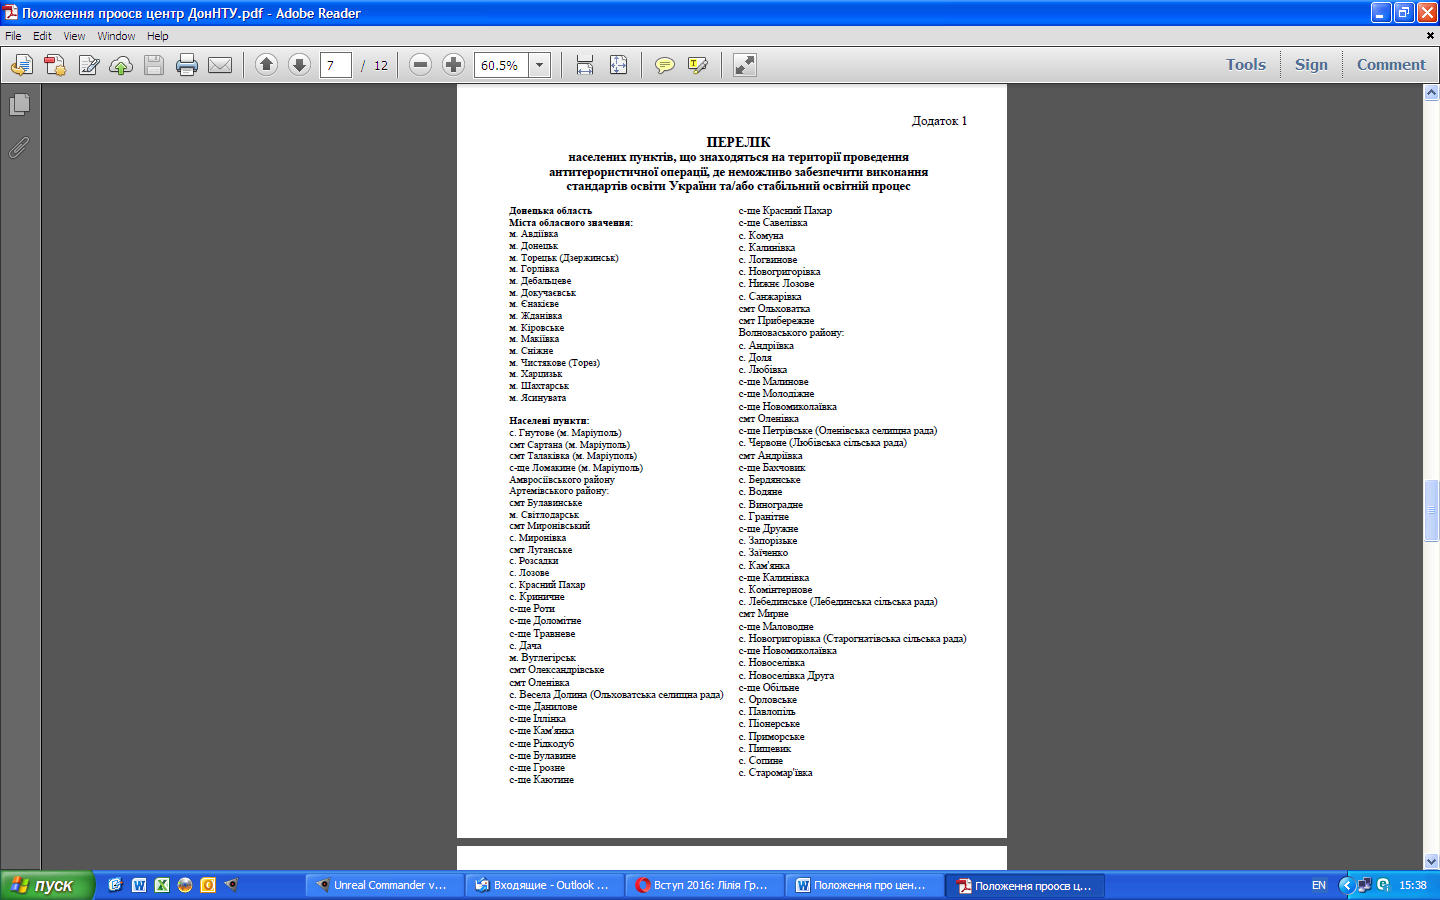 Положення проосв центр ДонНТУ.pdf - Adobe Reader
File Edit View Window Help
7 / 12 60.5% Tools Sign Comment
Додаток 1
ПЕРЕЛІК
населених пунктів, що знаходяться на території проведення
антитерористичної операції, де неможливо забезпечити виконання
стандартів освіти України та/або стабільний освітній процес
Донецька область
Міста обласного значення:
м. Авдіївка
м. Донецьк
м. Торецьк (Дзержинськ)
м. Горлівка
м. Дебальцеве
м. Докучаєвськ
м. Єнакієве
м. Жданівка
м. Кіровське
м. Макіївка
м. Сніжне
м. Чистякове (Торез)
м. Харцизьк
м. Шахтарськ
м. Ясинувата
Населені пункти:
с. Гнутове (м. Маріуполь)
смт Сартана (м. Маріуполь)
смт Талаківка (м. Маріуполь)
с-ще Ломакине (м. Маріуполь)
Амвросіївського району
Артемівського району:
смт Булавинське
м. Світлодарськ
смт Миронівський
с. Миронівка
смт Луганське
с. Розсадки
с. Лозове
с. Красний Пахар
с. Криничне
с-ще Роти
с-ще Доломітне
с-ще Травневе
с. Дача
м. Вуглегірськ
смт Олександрівське
смт Оленівка
с. Весела Долина (Ольховатська селищна рада)
с-ще Данилове
с-ще Іллінка
с-ще Кам'янка
с-ще Рідкодуб
с-ще Булавине
с-ще Грозне
с-ще Каютине
с-ще Красний Пахар
с-ще Савелівка
с. Комуна
с. Калинівка
с. Логвинове
с. Новогригорівка
с. Нижнє Лозове
с. Санжарівка
смт Ольховатка
смт Прибережне
Волноваського району:
с. Андріївка
с. Доля
с. Любівка
с-ще Малинове
с-ще Молодіжне
с-ще Новомиколаївка
смт Оленівка
с-ще Петрівське (Оленівська селищна рада)
с. Червоне (Любівська сільська рада)
смт Андріївка
с-ще Бахчовик
с. Бердянське
с. Водяне
с. Виноградне
с. Гранітне
с-ще Дружне
с. Запорізьке
с. Заїченко
с. Кам'янка
с-ще Калинівка
с. Комінтернове
с. Лебединське (Лебединська сільська рада)
смт Мирне
с-ще Маловодне
с. Новогригорівка (Старогнатівська сільська рада)
с-ще Новомиколаївка
с. Новоселівка
с. Новоселівка Друга
с-ще Обільне
с. Орловське
с. Павлопіль
с. Піонерське
с. Приморське
с. Пищевик
с. Сопине
с. Старомар'ївка
пуск Unreal Commander v... Входящие - Outlook ... Вступ 2016: Лілія Гр... Положення про цен... Положення проосв ц... EN 15:38